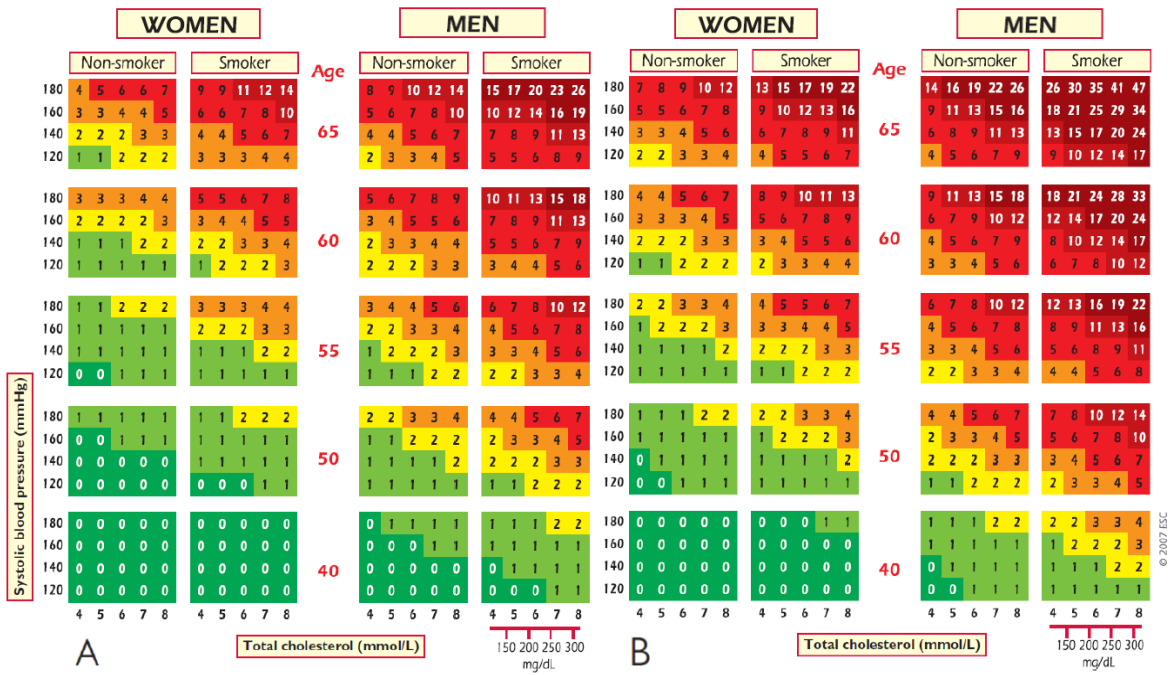 WOMEN MEN WOMEN MEN
Non-smoker Smoker Age Non-smoker Smoker Non-smoker Smoker Age Non-smoker Smoker
180 4 5 6 6 7 9 9 11 12 14 8 9 10 12 14 15 17 20 23 26 180 7 8 9 10 12 13 15 17 19 22 14 16 19 22 26 26 30 35 41 47
160 3 3 4 4 5 6 6 7 8 10 5 6 7 8 10 10 12 14 16 19 160 5 5 6 7 8 9 10 12 13 16 9 11 13 15 16 18 21 25 29 34
65 65
140 2 2 2 3 3 4 4 5 6 7 4 4 5 6 7 7 8 9 11 13 140 3 3 4 5 6 6 7 8 9 11 6 8 9 11 13 13 15 17 20 24
120 1 1 2 2 2 3 3 3 4 4 2 3 3 4 5 5 5 6 8 9 120 2 2 3 3 4 4 5 5 6 7 4 5 6 7 9 9 10 12 14 17
180 3 3 3 4 4 5 5 6 7 8 5 6 7 8 9 10 11 13 15 18 180 4 4 5 6 7 8 9 10 11 13 9 11 13 15 18 18 21 24 28 33
160 2 2 2 2 3 3 4 4 5 5 3 4 5 5 6 7 8 9 11 13 160 3 3 3 4 5 5 6 7 8 9 6 7 9 10 12 12 14 17 20 24
60 60
140 1 1 1 2 2 2 2 3 3 4 2 3 3 4 4 5 5 6 7 9 140 2 2 2 3 3 3 4 5 5 6 4 5 6 7 9 8 10 12 14 17
120 1 1 1 1 1 1 2 2 2 3 2 2 2 3 3 3 4 4 5 6 120 1 1 2 2 2 2 3 3 4 4 3 3 4 5 6 6 7 8 10 12
180 1 1 2 2 2 3 3 3 4 4 3 4 4 5 6 6 7 8 10 12 180 2 2 3 3 4 4 5 5 6 7 6 7 8 10 12 12 13 16 19 22
160 1 1 1 1 1 2 2 2 3 3 2 2 3 3 4 4 5 6 7 8 160 1 2 2 2 3 3 3 4 4 5 4 5 6 7 8 8 9 11 13 16
55 55
140 1 1 1 1 1 1 1 1 2 2 1 2 2 2 3 3 3 4 5 6 140 1 1 1 1 2 2 2 2 3 3 3 3 4 5 6 5 6 8 9 11
120 0 0 1 1 1 1 1 1 1 1 1 1 1 2 2 2 2 3 3 4 120 1 1 1 1 1 1 1 2 2 2 2 2 3 3 4 4 4 5 6 8
180 1 1 1 1 1 1 1 2 2 2 2 2 3 3 4 4 4 5 6 7 180 1 1 1 2 2 2 2 3 3 4 4 4 5 6 7 7 8 10 12 14
160 0 0 1 1 1 1 1 1 1 1 1 1 2 2 2 2 3 3 4 5 160 1 1 1 1 1 1 2 2 2 3 2 3 3 4 5 5 6 7 8 10
50 50
140 0 0 0 0 0 1 1 1 1 1 1 1 1 1 2 2 2 2 3 3 140 0 1 1 1 1 1 1 1 1 2 2 2 2 3 3 3 4 5 6 7
120 0 0 0 0 0 0 0 0 1 1 1 1 1 1 1 1 1 2 2 2 120 0 0 1 1 1 1 1 1 1 1 1 1 2 2 2 2 3 3 4 5
180 0 0 0 0 0 0 0 0 0 0 0 1 1 1 1 1 1 1 2 2 180 0 0 0 0 0 0 0 0 1 1 1 1 1 2 2 2 2 3 3 4
160 0 0 0 0 0 0 0 0 0 0 0 0 0 1 1 1 1 1 1 1 160 0 0 0 0 0 0 0 0 0 0 1 1 1 1 1 1 2 2 2 3
40 40
140 0 0 0 0 0 0 0 0 0 0 0 0 0 0 0 0 1 1 1 1 140 0 0 0 0 0 0 0 0 0 0 0 1 1 1 1 1 1 1 2 2
120 0 0 0 0 0 0 0 0 0 0 0 0 0 0 0 0 0 0 1 1 120 0 0 0 0 0 0 0 0 0 0 0 0 1 1 1 1 1 1 1 1
4 5 6 7 8 4 5 6 7 8 4 5 6 7 8 4 5 6 7 8 4 5 6 7 8 4 5 6 7 8 4 5 6 7 8 4 5 6 7 8
Systolic blood pressure (mmHg)
A Total cholesterol (mmol/L) 150 200 250 300
mg/dL
B Total cholesterol (mmol/L) 150 200 250 300
mg/dL
© 2007 ESC